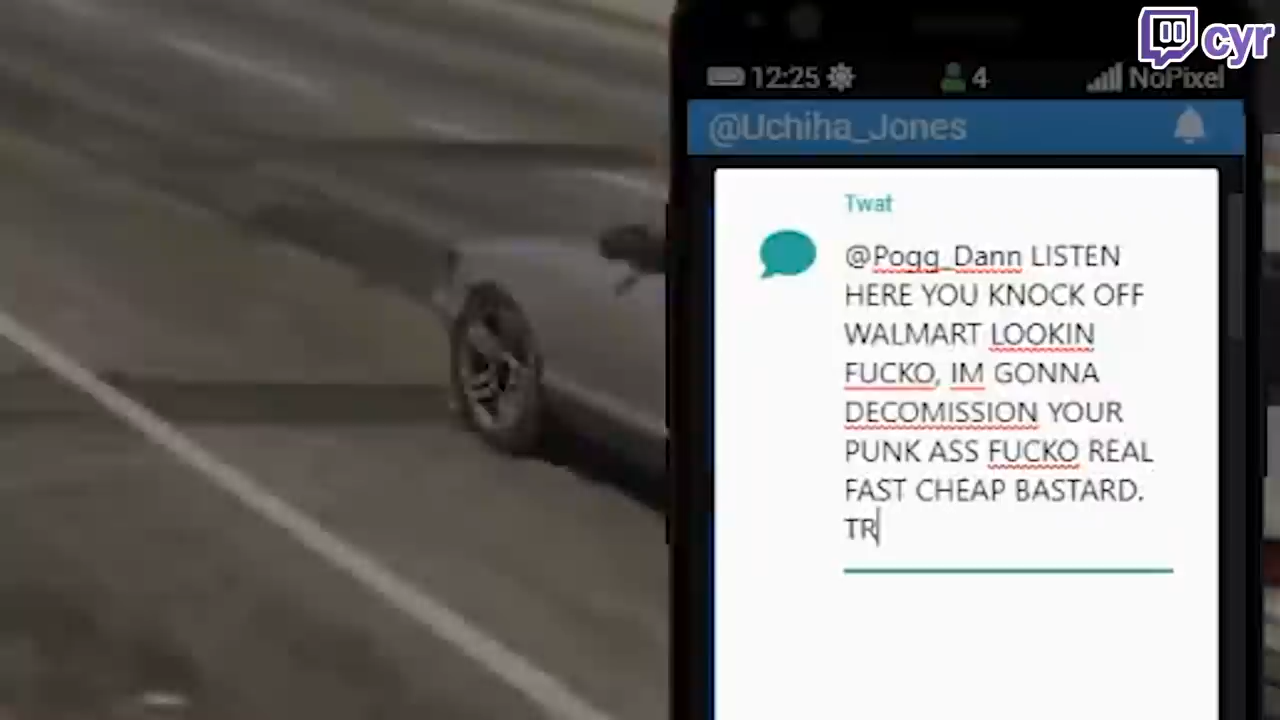 cyr
12:25 4 NoPixel
@Uchiha_Jones
Twat
@Pogg_Dann LISTEN
HERE YOU KNOCK OFF
WALMART LOOKIN
FUCKO, IM GONNA
DECOMISSION YOUR
PUNK ASS FUCKO REAL
FAST CHEAP BASTARD.
TR